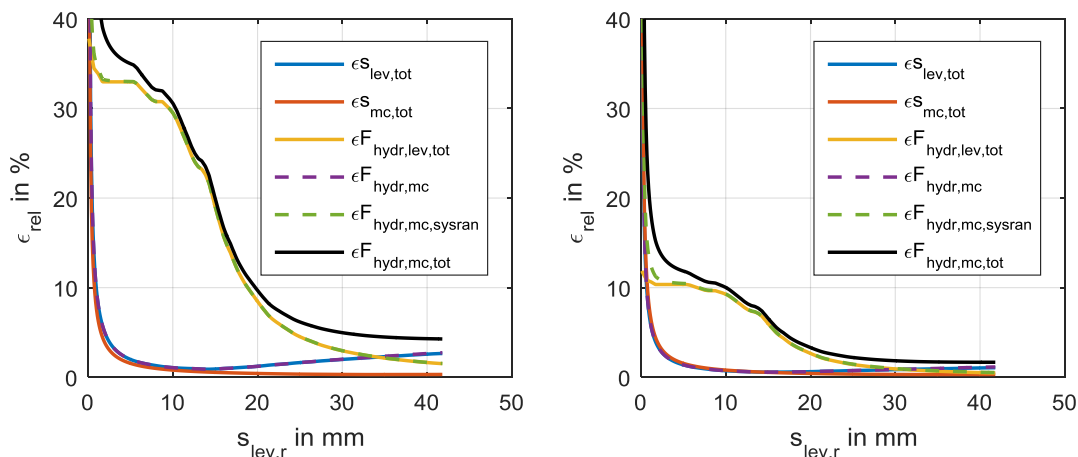 40
30
20
10
0
ϵ_rel in %
0 10 20 30 40 50
s_lev,r in mm
ϵs_lev,tot
ϵs_mc,tot
ϵF_hydr,lev,tot
ϵF_hydr,mc
ϵF_hydr,mc,sysran
ϵF_hydr,mc,tot
40
30
20
10
0
ϵ_rel in %
0 10 20 30 40 50
s_lev,r in mm
ϵs_lev,tot
ϵs_mc,tot
ϵF_hydr,lev,tot
ϵF_hydr,mc
ϵF_hydr,mc,sysran
ϵF_hydr,mc,tot